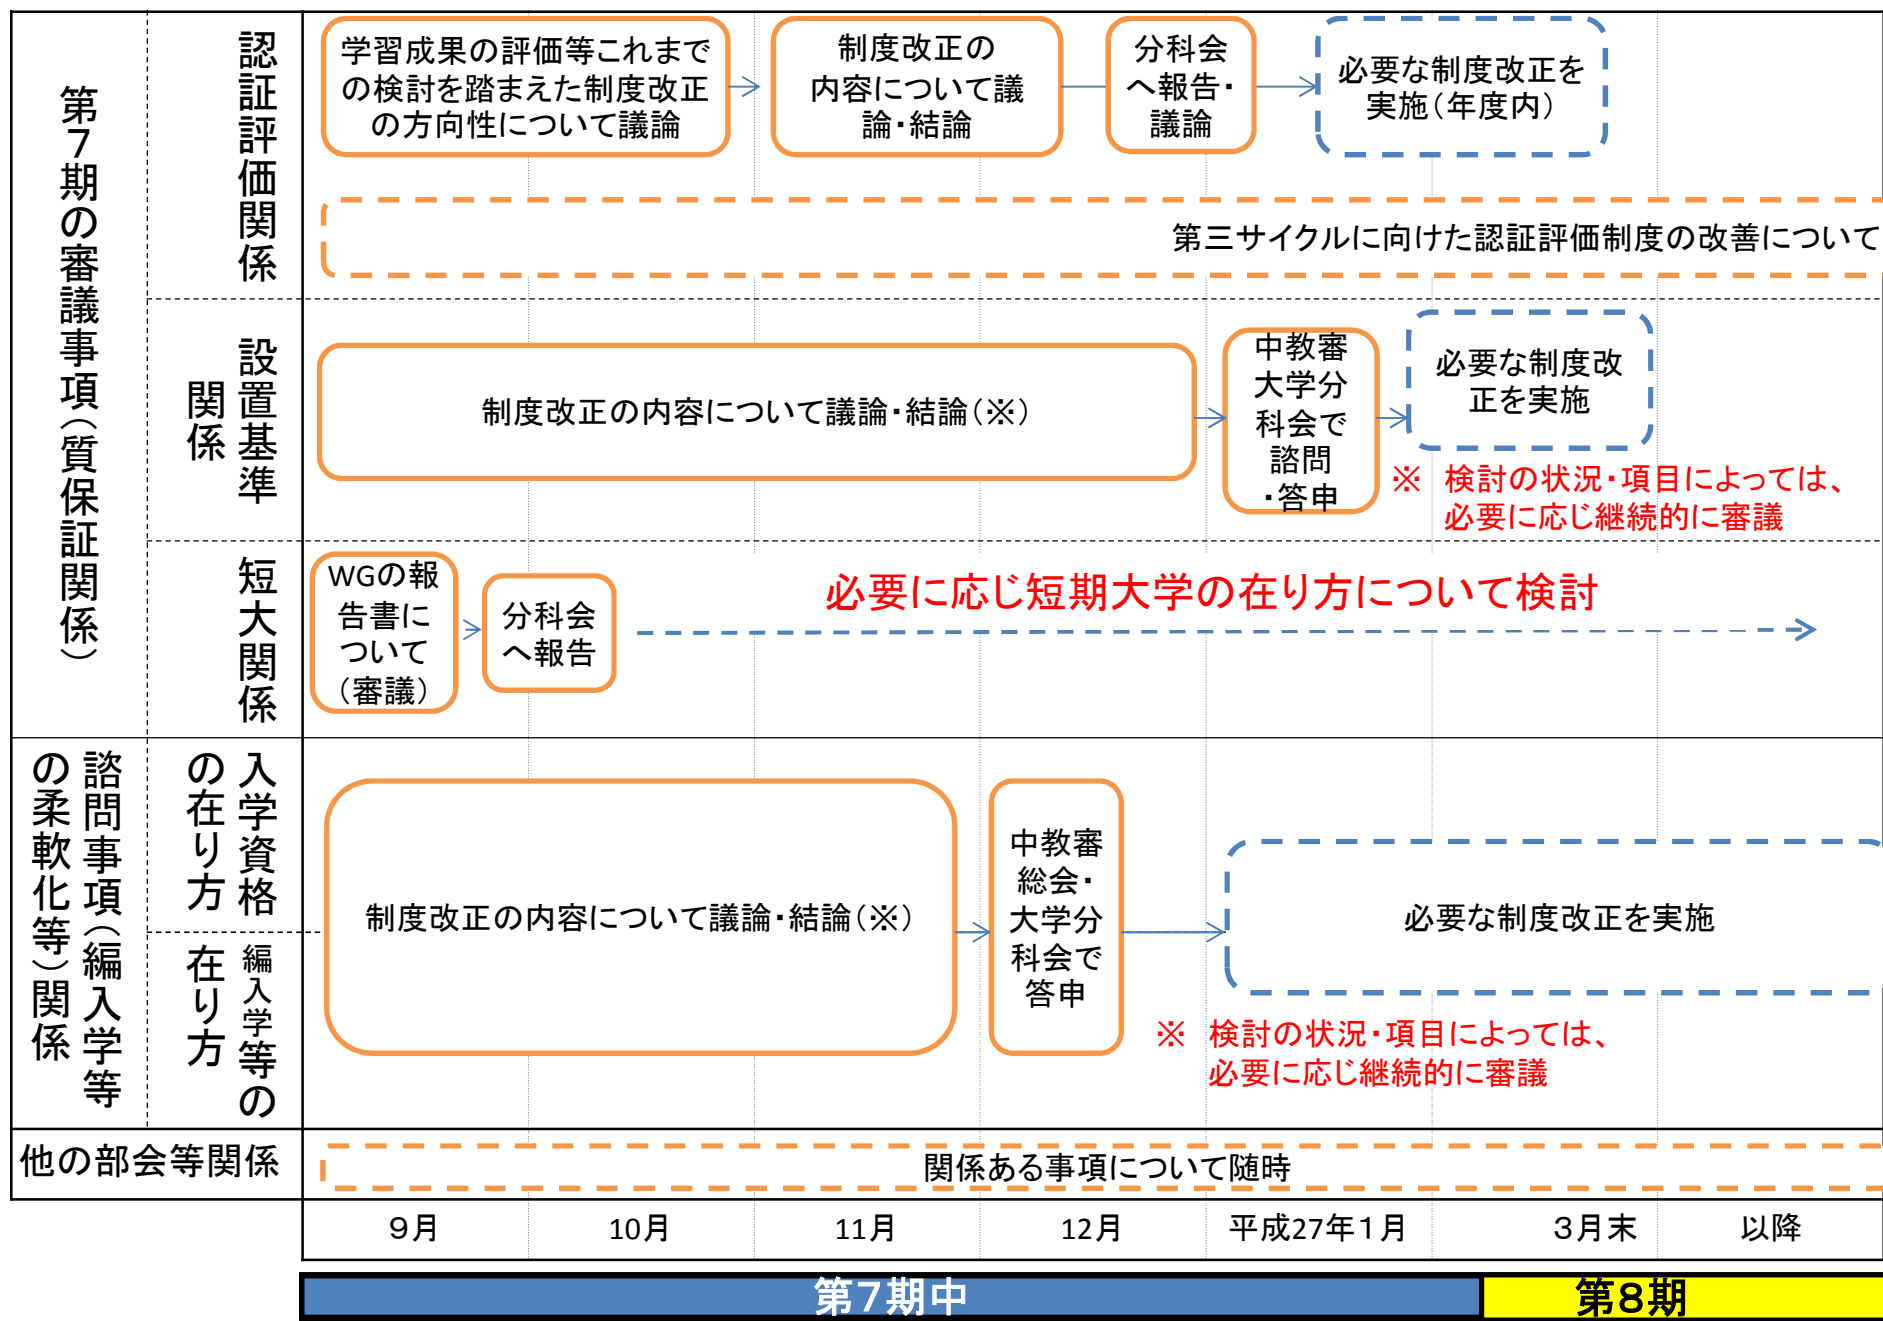 第７期の審議事項（質保証関係）
認証評価関係
学習成果の評価等これまで
の検討を踏まえた制度改正
の方向性について議論
制度改正の
内容について議
論・結論
分科会
へ報告・
議論
必要な制度改正を
実施（年度内）
第三サイクルに向けた認証評価制度の改善について
設置基準
関係
制度改正の内容について議論・結論（※）
中教審
大学分
科会で
諮問
・答申
必要な制度改
正を実施
※　検討の状況・項目によっては、
必要に応じ継続的に審議
短大関係
WGの報
告書に
ついて
（審議）
分科会
へ報告
必要に応じ短期大学の在り方について検討
諮問事項（編入学等
の柔軟化等）関係
入学資格
の在り方
編入学等の
在り方
制度改正の内容について議論・結論（※）
中教審
総会・
大学分
科会で
答申
必要な制度改正を実施
※　検討の状況・項目によっては、
必要に応じ継続的に審議
他の部会等関係
関係ある事項について随時
９月
10月
11月
12月
平成27年１月
３月末
以降
第７期中
第８期